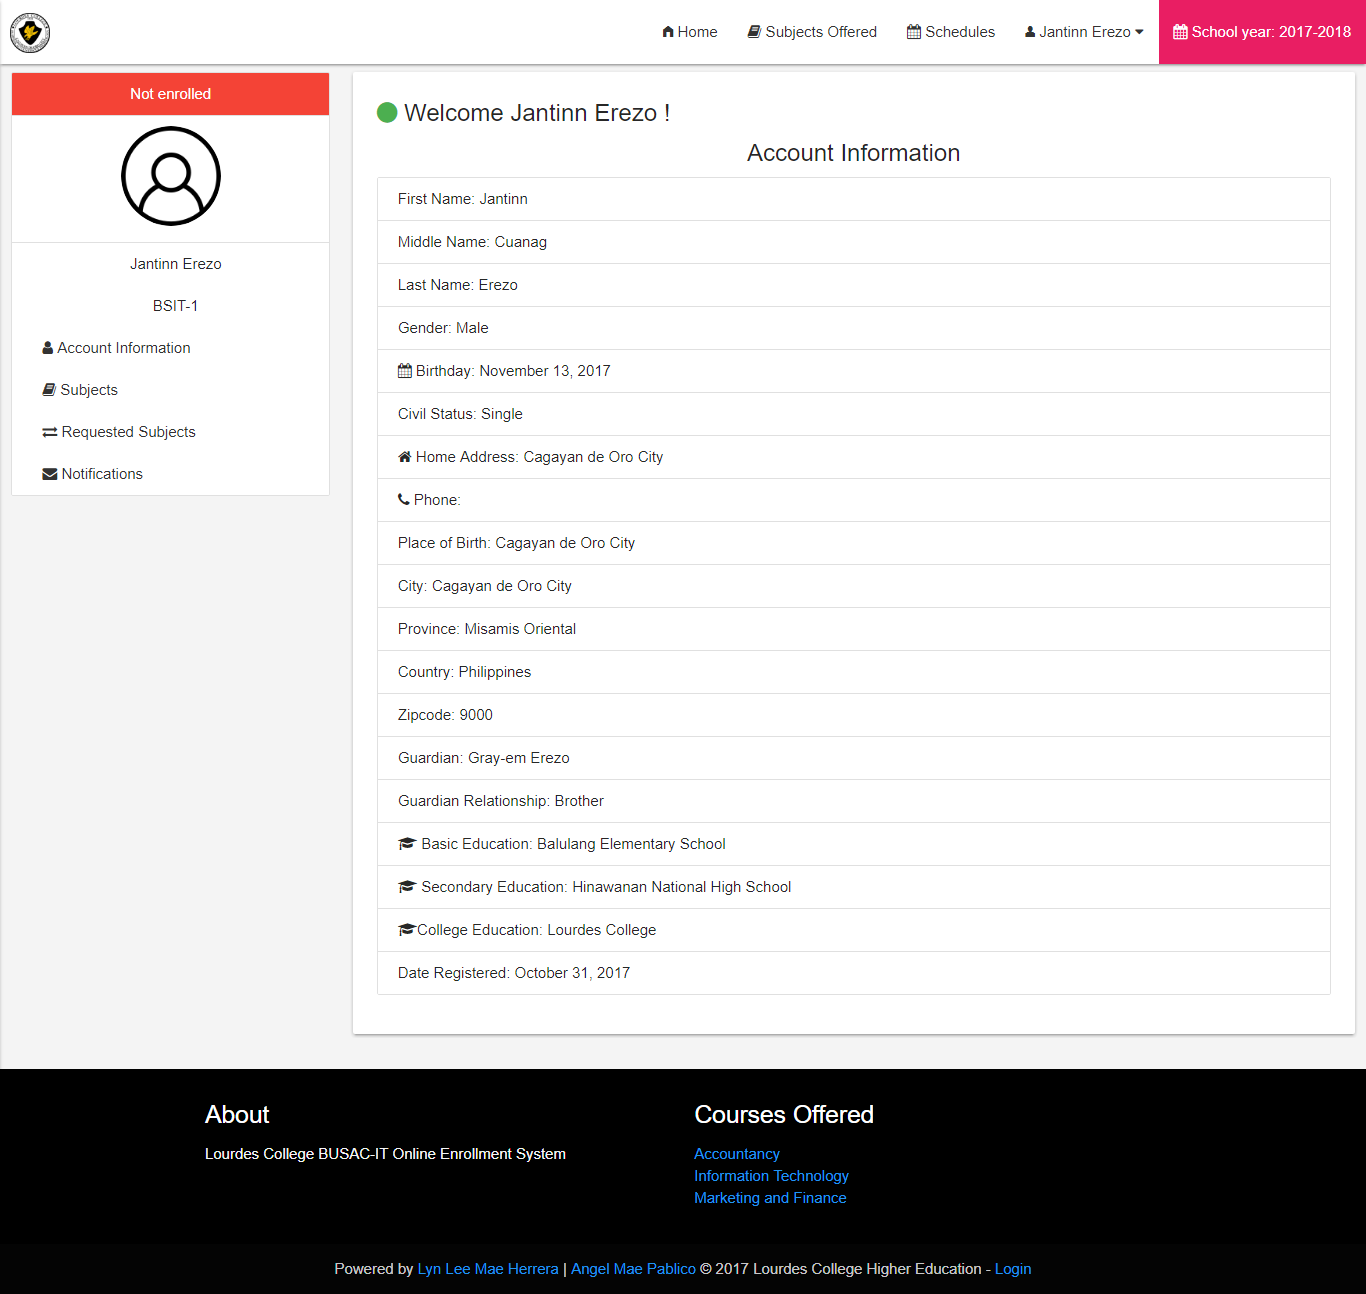 Home
Subjects Offered
Schedules
Jantinn Erezo
School year: 2017-2018
Not enrolled
Jantinn Erezo
BSIT-1
Account Information
Subjects
Requested Subjects
Notifications
Welcome Jantinn Erezo !
Account Information
First Name: Jantinn
Middle Name: Cuanag
Last Name: Erezo
Gender: Male
Birthday: November 13, 2017
Civil Status: Single
Home Address: Cagayan de Oro City
Phone:
Place of Birth: Cagayan de Oro City
City: Cagayan de Oro City
Province: Misamis Oriental
Country: Philippines
Zipcode: 9000
Guardian: Gray-em Erezo
Guardian Relationship: Brother
Basic Education: Balulang Elementary School
Secondary Education: Hinawanan National High School
College Education: Lourdes College
Date Registered: October 31, 2017
About
Lourdes College BUSAC-IT Online Enrollment System
Courses Offered
Accountancy
Information Technology
Marketing and Finance
Powered by Lyn Lee Mae Herrera | Angel Mae Pablico © 2017 Lourdes College Higher Education - Login